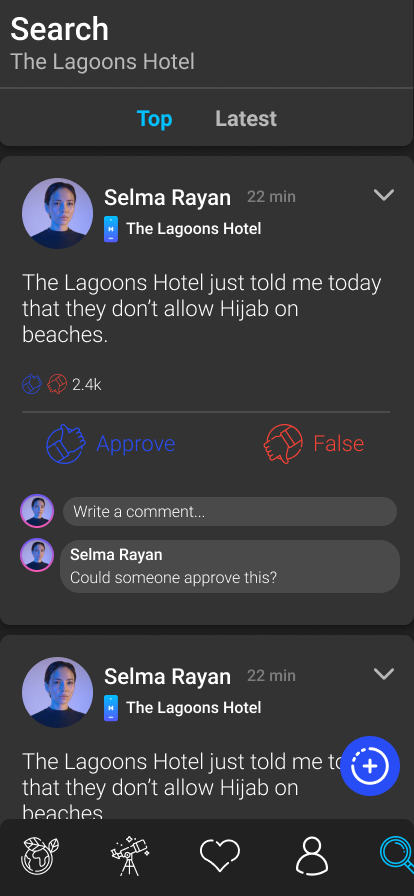 Search
The Lagoons Hotel
Top Latest
Selma Rayan 22 min
H The Lagoons Hotel
The Lagoons Hotel just told me today
that they don’t allow Hijab on
beaches.
2.4k
Approve False
Write a comment...
Selma Rayan
Could someone approve this?
Selma Rayan 22 min
H The Lagoons Hotel
The Lagoons Hotel just told me to
that they don’t allow Hijab on
beaches